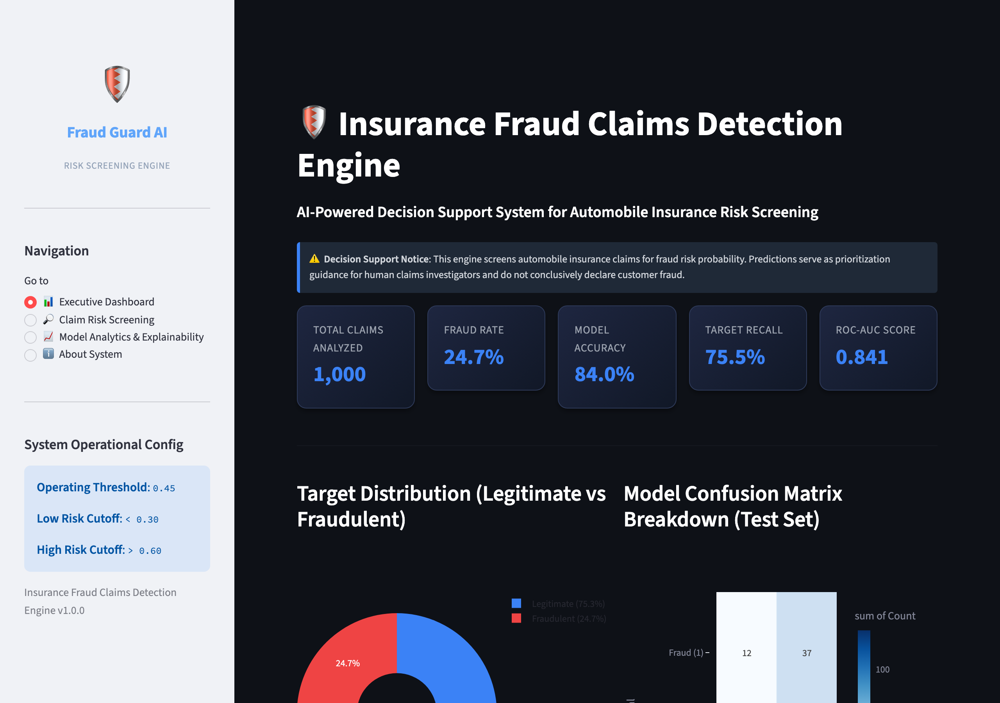 Fraud Guard AI
RISK SCREENING ENGINE
Navigation
Go to
Executive Dashboard
Claim Risk Screening
Model Analytics & Explainability
About System
System Operational Config
Operating Threshold: 0.45
Low Risk Cutoff: < 0.30
High Risk Cutoff: > 0.60
Insurance Fraud Claims Detection
Engine v1.0.0
Insurance Fraud Claims Detection
Engine
AI-Powered Decision Support System for Automobile Insurance Risk Screening
Decision Support Notice: This engine screens automobile insurance claims for fraud risk probability. Predictions serve as prioritization
guidance for human claims investigators and do not conclusively declare customer fraud.
TOTAL CLAIMS
ANALYZED
1,000
FRAUD RATE
24.7%
MODEL
ACCURACY
84.0%
TARGET RECALL
75.5%
ROC-AUC SCORE
0.841
Target Distribution (Legitimate vs
Fraudulent)
Legitimate (75.3%)
Fraudulent (24.7%)
24.7%
Model Confusion Matrix
Breakdown (Test Set)
Fraud (1)
12
37
sum of Count
100